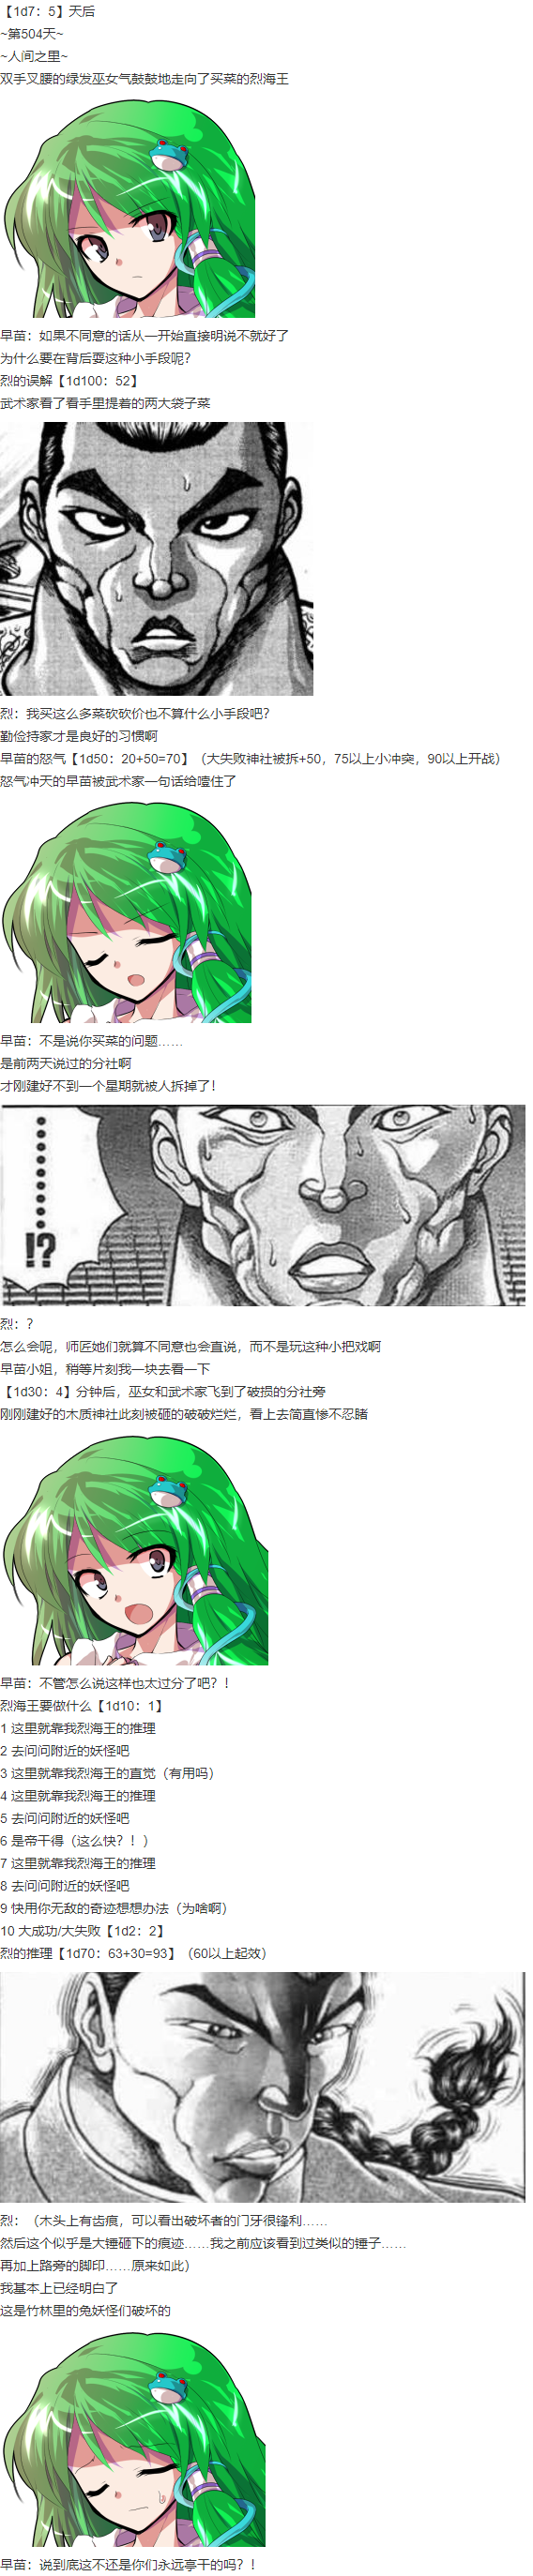 【1d7：5】天后
~第504天~
~人间之里~
双手叉腰的绿发巫女气鼓鼓地走向了买菜的烈海王
早苗：如果不同意的话从一开始直接明说不就好了
为什么要在背后耍这种小手段呢？
烈的误解【1d100：52】
武术家看了看手里提着的两大袋子菜
烈：我买这么多菜砍砍价也不算什么小手段吧？
勤俭持家才是良好的习惯啊
早苗的怒气【1d50：20+50=70】（大失败神社被拆+50，75以上小冲突，90以上开战）
怒气冲天的早苗被武术家一句话给噎住了
早苗：不是说你买菜的问题……
是前两天说过的分社啊
才刚建好不到一个星期就被人拆掉了！
………!?
烈：？
怎么会呢，师匠她们就算不同意也会直说，而不是玩这种小把戏啊
早苗小姐，稍等片刻我一块去看一下
【1d30：4】分钟后，巫女和武术家飞到了破损的分社旁
刚刚建好的木质神社此刻被砸的破破烂烂，看上去简直惨不忍睹
早苗：不管怎么说这样也太过分了吧？！
烈海王要做什么【1d10：1】
1 这里就靠我烈海王的推理
2 去问问附近的妖怪吧
3 这里就靠我烈海王的直觉（有用吗）
4 这里就靠我烈海王的推理
5 去问问附近的妖怪吧
6 是帝干得（这么快？！）
7 这里就靠我烈海王的推理
8 去问问附近的妖怪吧
9 快用你无敌的奇迹想想办法（为啥啊）
10 大成功/大失败【1d2：2】
烈的推理【1d70：63+30=93】（60以上起效）
烈：（木头上有齿痕，可以看出破坏者的门牙很锋利……
然后这个似乎是大锤砸下的痕迹……我之前应该看到过类似的锤子……
再加上路旁的脚印……原来如此）
我基本上已经明白了
这是竹林里的兔妖怪们破坏的
早苗：说到底这不还是你们永远亭干的吗？！